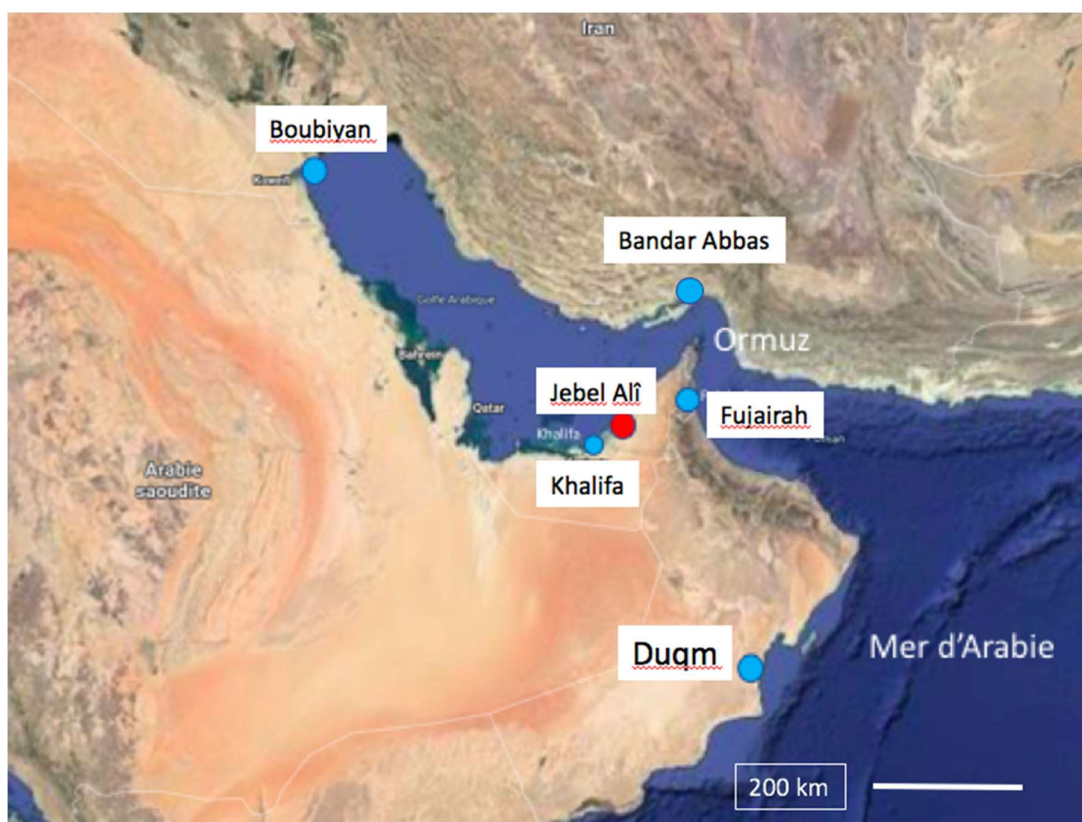 Iran
Boubiyan
Koweït
Bandar Abbas
Golfe Arabique
Ormuz
Bahreïn
Jebel Alî
Qatar
Fujairah
Khalifa
Oman
Arabie
saoudite
Khalifa
Duqm
Mer d'Arabie
200 km